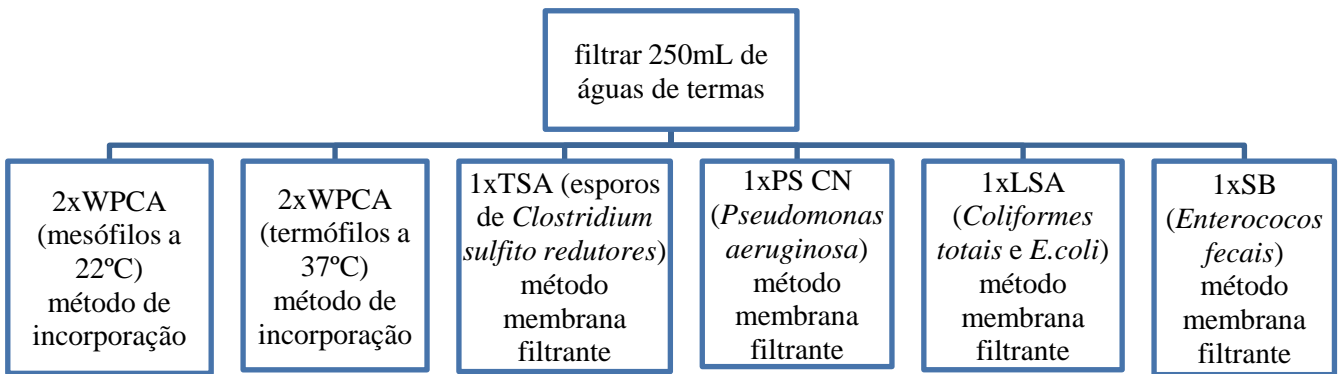 filtrar 250mL de
águas de termas
2xWPCA
(mesófilos a
22ºC)
método de
incorporação
2xWPCA
(termófilos a
37ºC)
método de
incorporação
1xTSA (esporos
de Clostridium
sulfito redutores)
método
membrana
filtrante
1xPS CN
(Pseudomonas
aeruginosa)
método
membrana
filtrante
1xLSA
(Coliformes
totais e E.coli)
método
membrana
filtrante
1xSB
(Enterococos
fecais)
método
membrana
filtrante